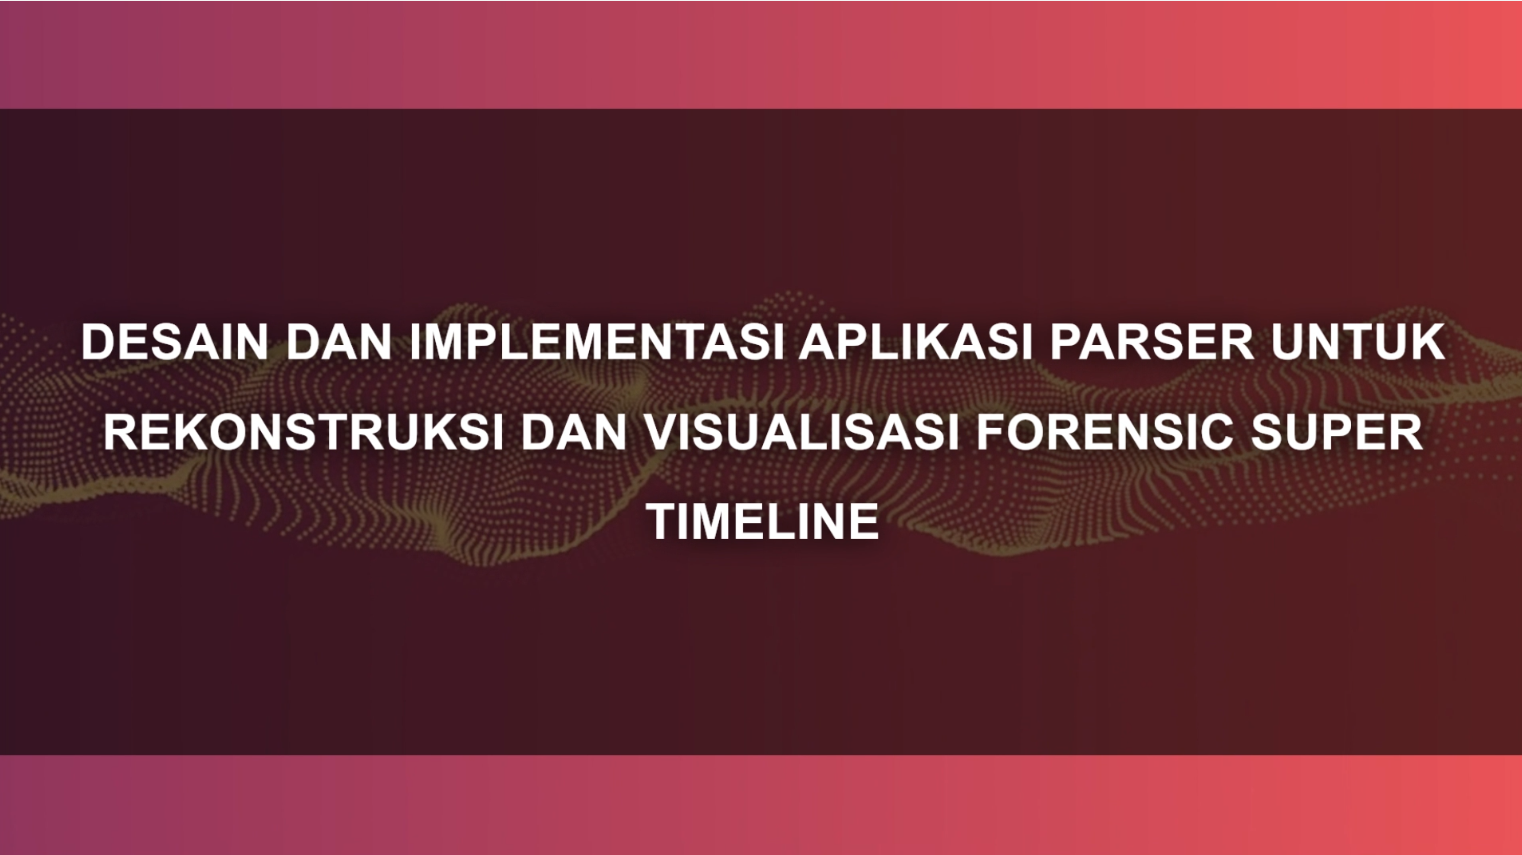 DESAIN DAN IMPLEMENTASI APLIKASI PARSER UNTUK
REKONSTRUKSI DAN VISUALISASI FORENSIC SUPER
TIMELINE